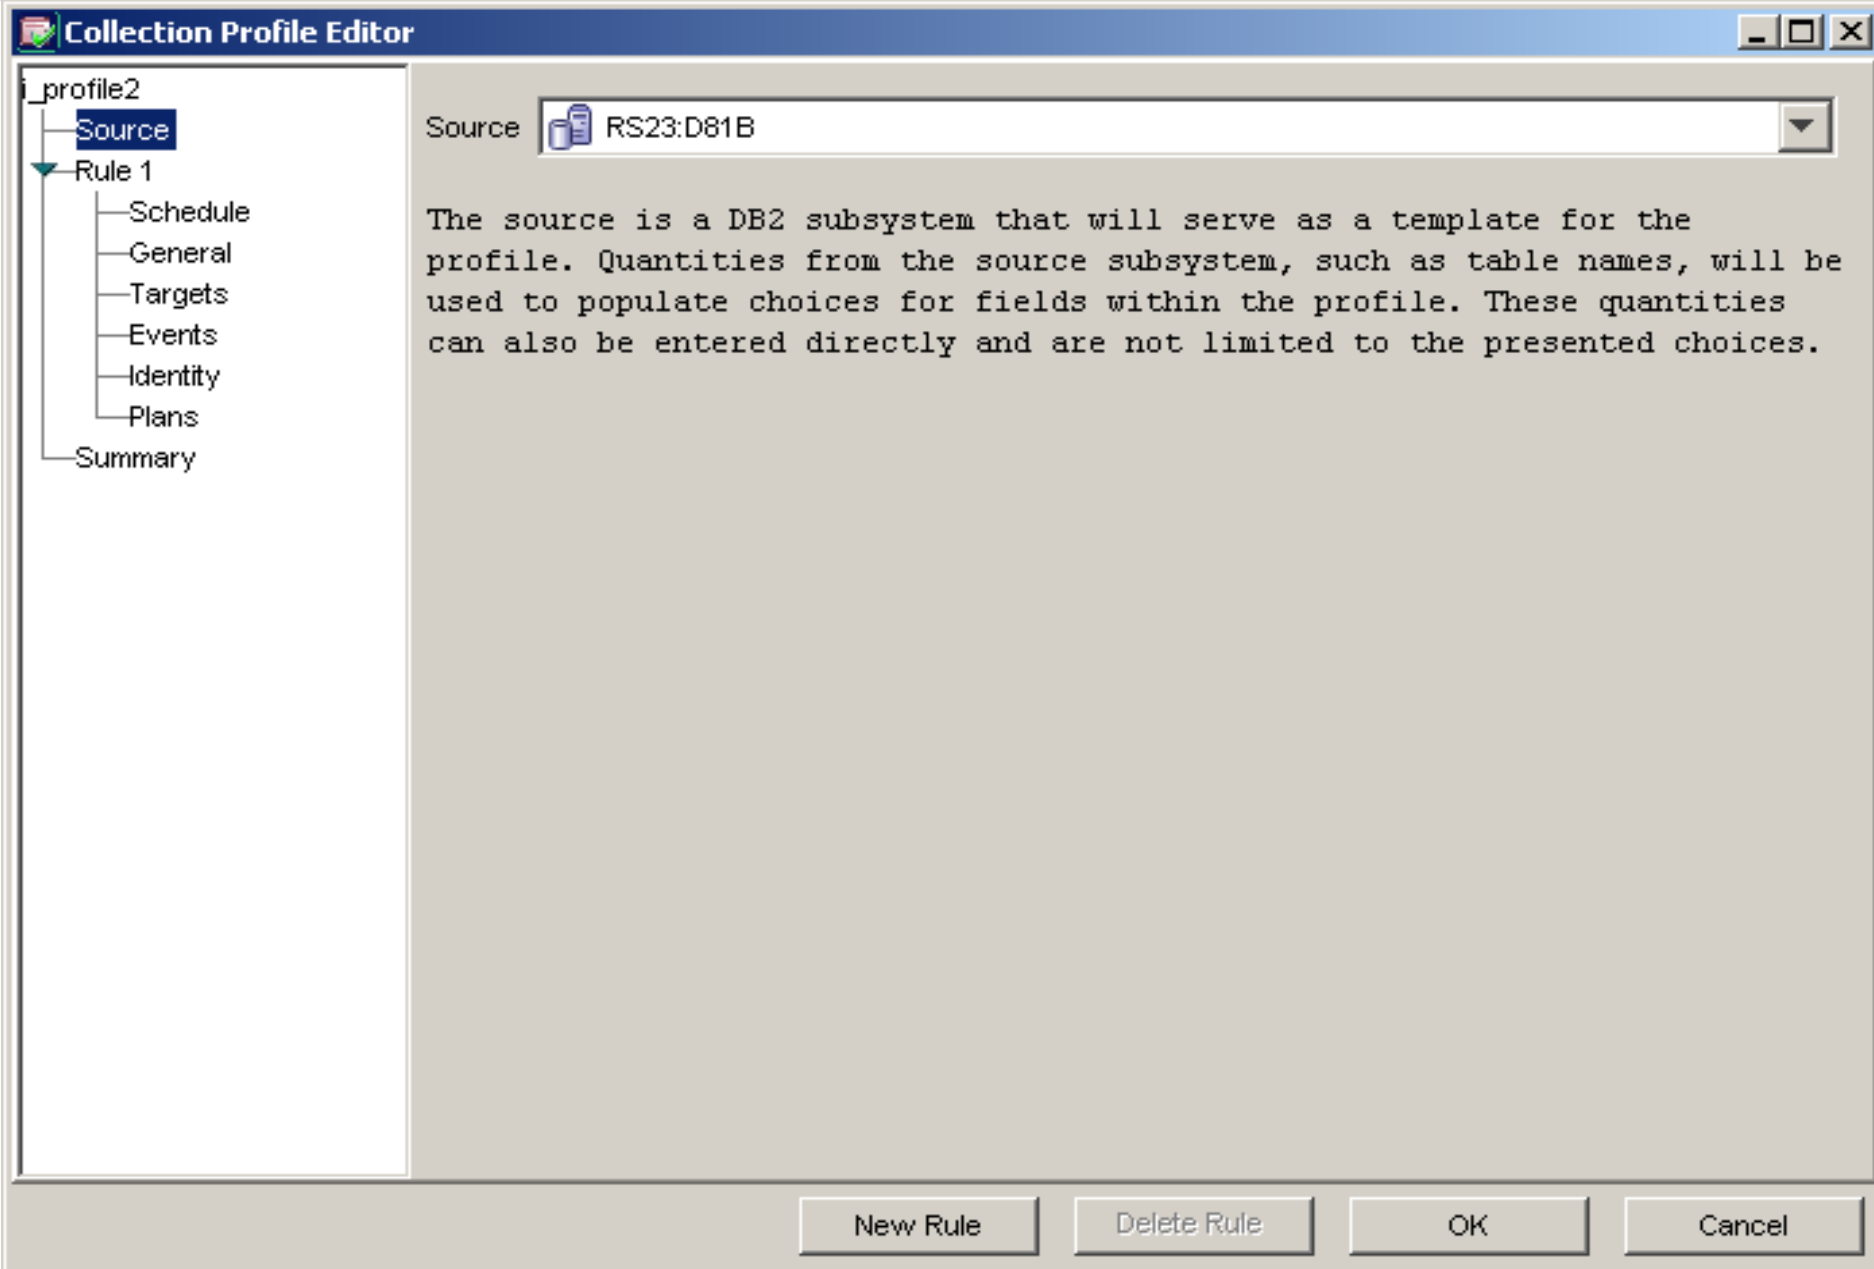 Collection Profile Editor
i_profile2
Source
Rule 1
Schedule
General
Targets
Events
Identity
Plans
Summary
Source RS23:D81B
The source is a DB2 subsystem that will serve as a template for the
profile. Quantities from the source subsystem, such as table names, will be
used to populate choices for fields within the profile. These quantities
can also be entered directly and are not limited to the presented choices.
New Rule Delete Rule OK Cancel